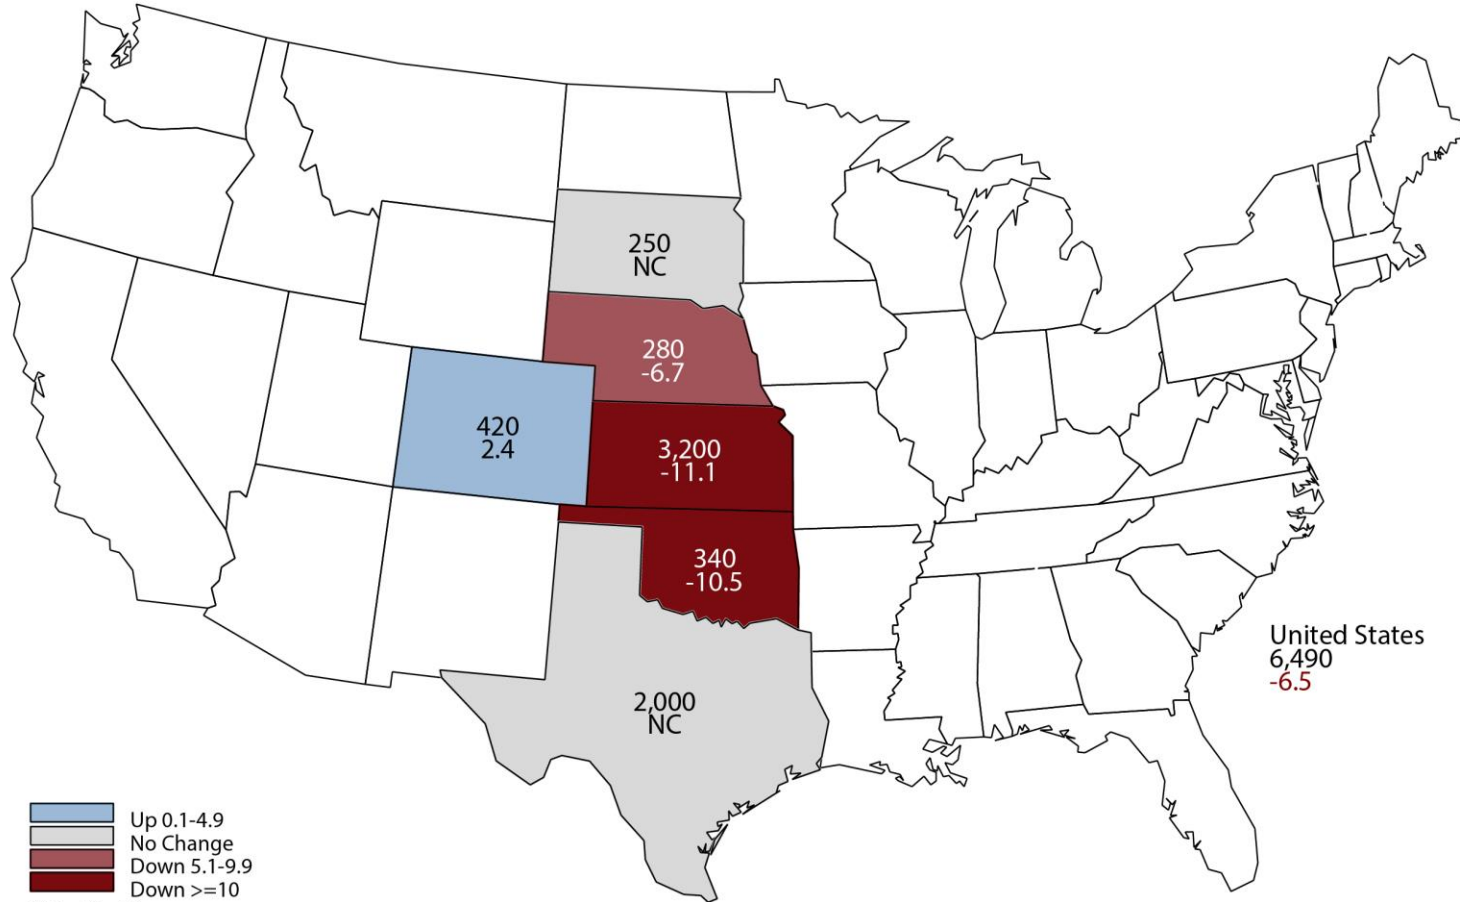 250
NC
280
-6.7
420
2.4
3,200
-11.1
340
-10.5
2,000
NC
United States
6,490
-6.5
Up 0.1-4.9
No Change
Down 5.1-9.9
Down >=10